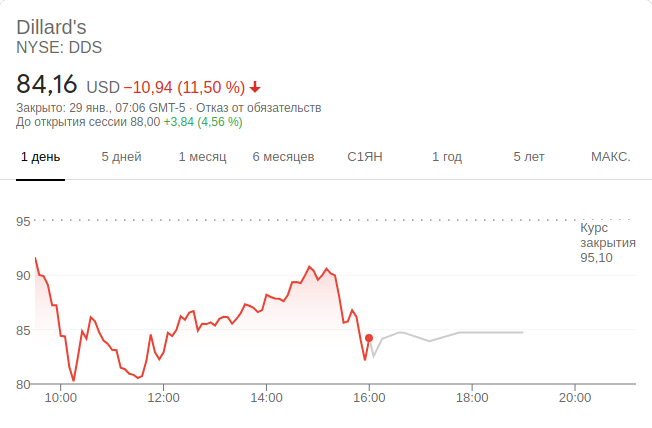 Dillard's
NYSE: DDS
84,16 USD −10,94 (11,50 %)
Закрыто: 29 янв., 07:06 GMT-5 · Отказ от обязательств
До открытия сессии 88,00 +3,84 (4,56 %)
1 день 5 дней 1 месяц 6 месяцев С1ЯН 1 год 5 лет МАКС.
95
Курс
закрытия
95,10
90
85
80
10:00 12:00 14:00 16:00 18:00 20:00